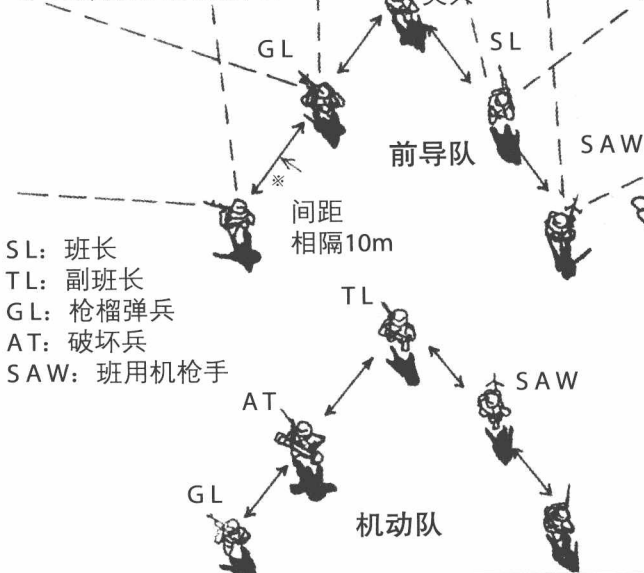 GL
SL
SAW
前导队
※
间距
相隔10m
SL：班长
TL：副班长
GL：枪榴弹兵
AT：破坏兵
SAW：班用机枪手
TL
SAW
AT
GL
机动队